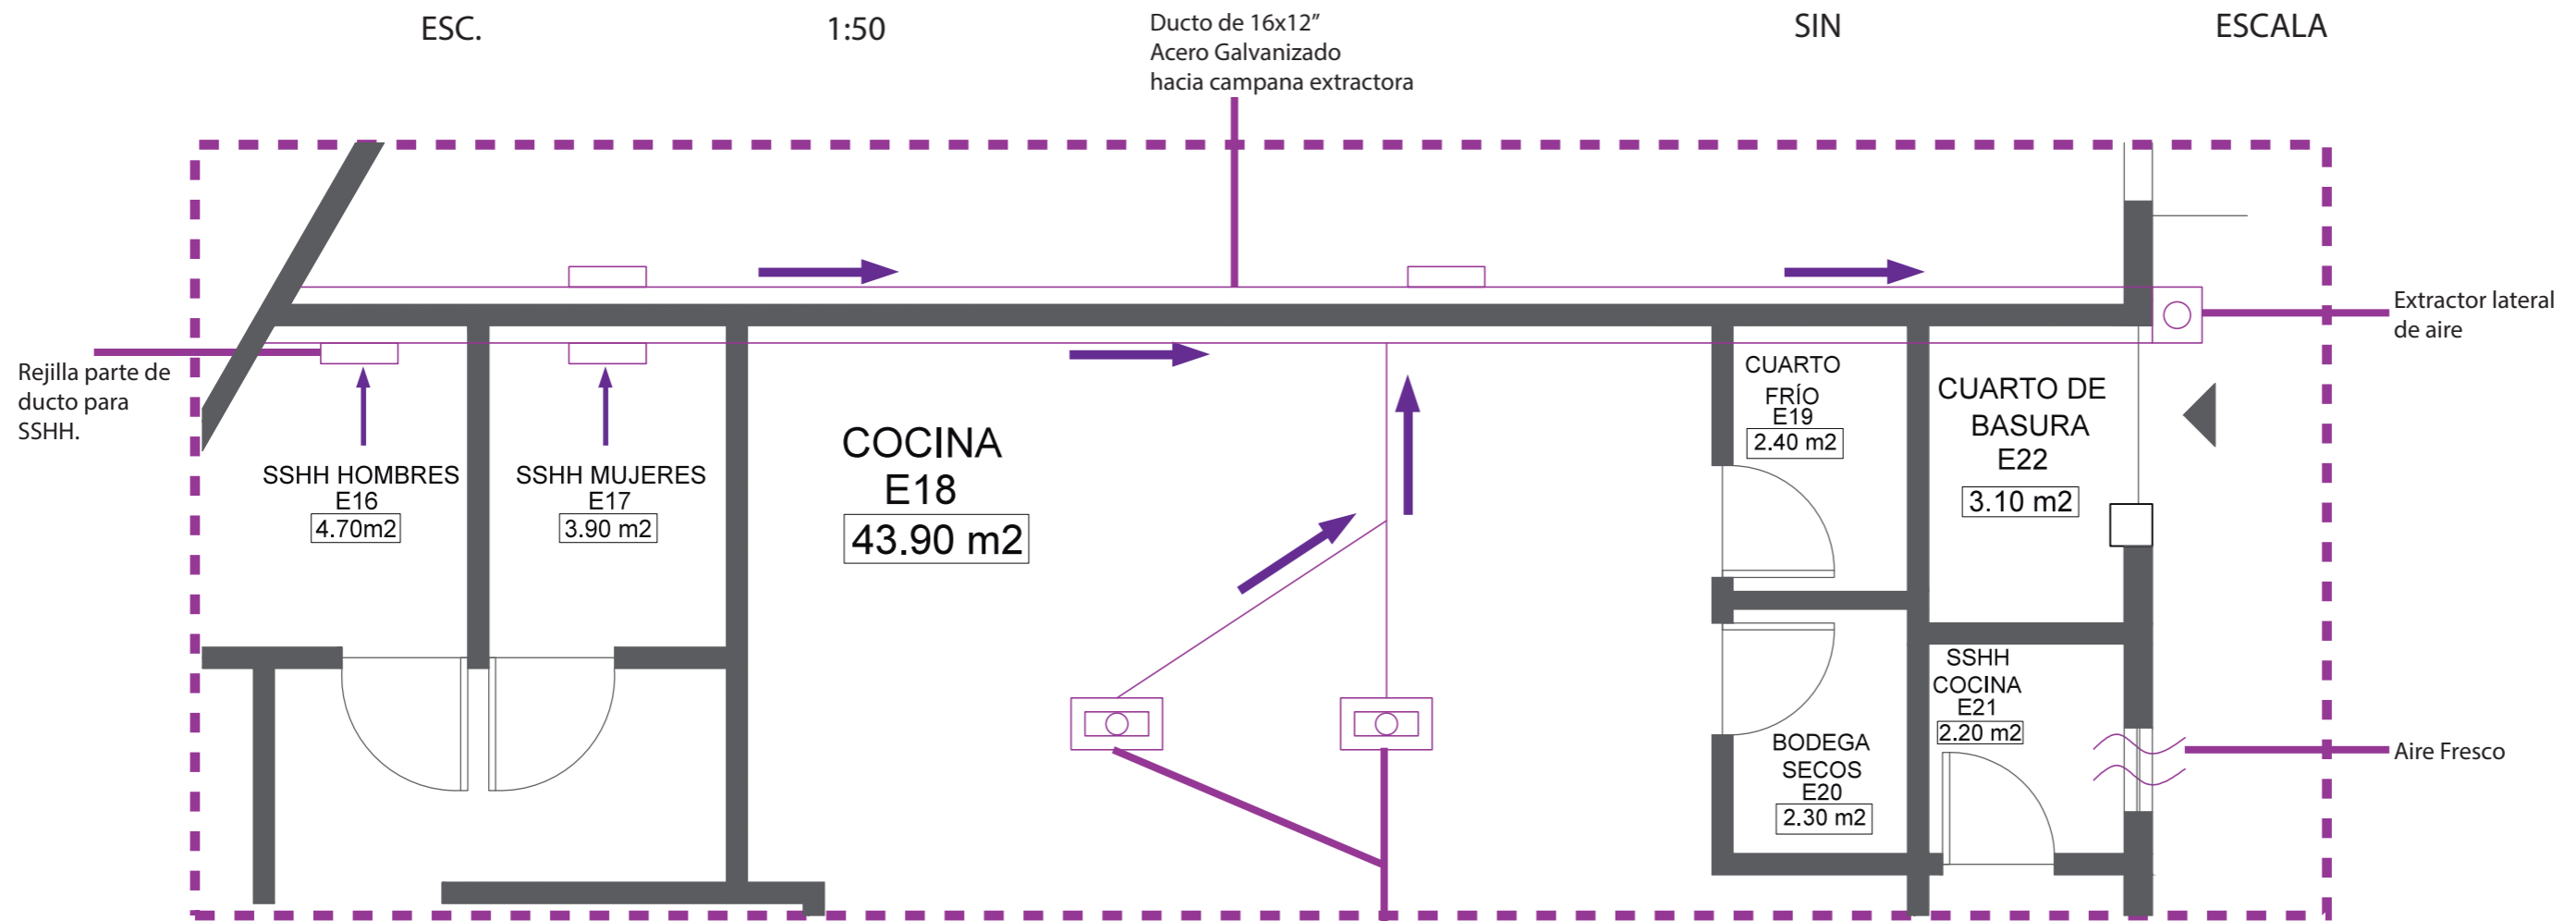 ESC. 1:50 SIN ESCALA
Ducto de 16x12”
Acero Galvanizado
hacia campana extractora
Extractor lateral
de aire
Rejilla parte de
ducto para
SSHH.
SSHH HOMBRES
E16
4.70m2
SSHH MUJERES
E17
3.90 m2
COCINA
E18
43.90 m2
CUARTO
FRÍO
E19
2.40 m2
CUARTO DE
BASURA
E22
3.10 m2
BODEGA
SECOS
E20
2.30 m2
SSHH
COCINA
E21
2.20 m2
Aire Fresco